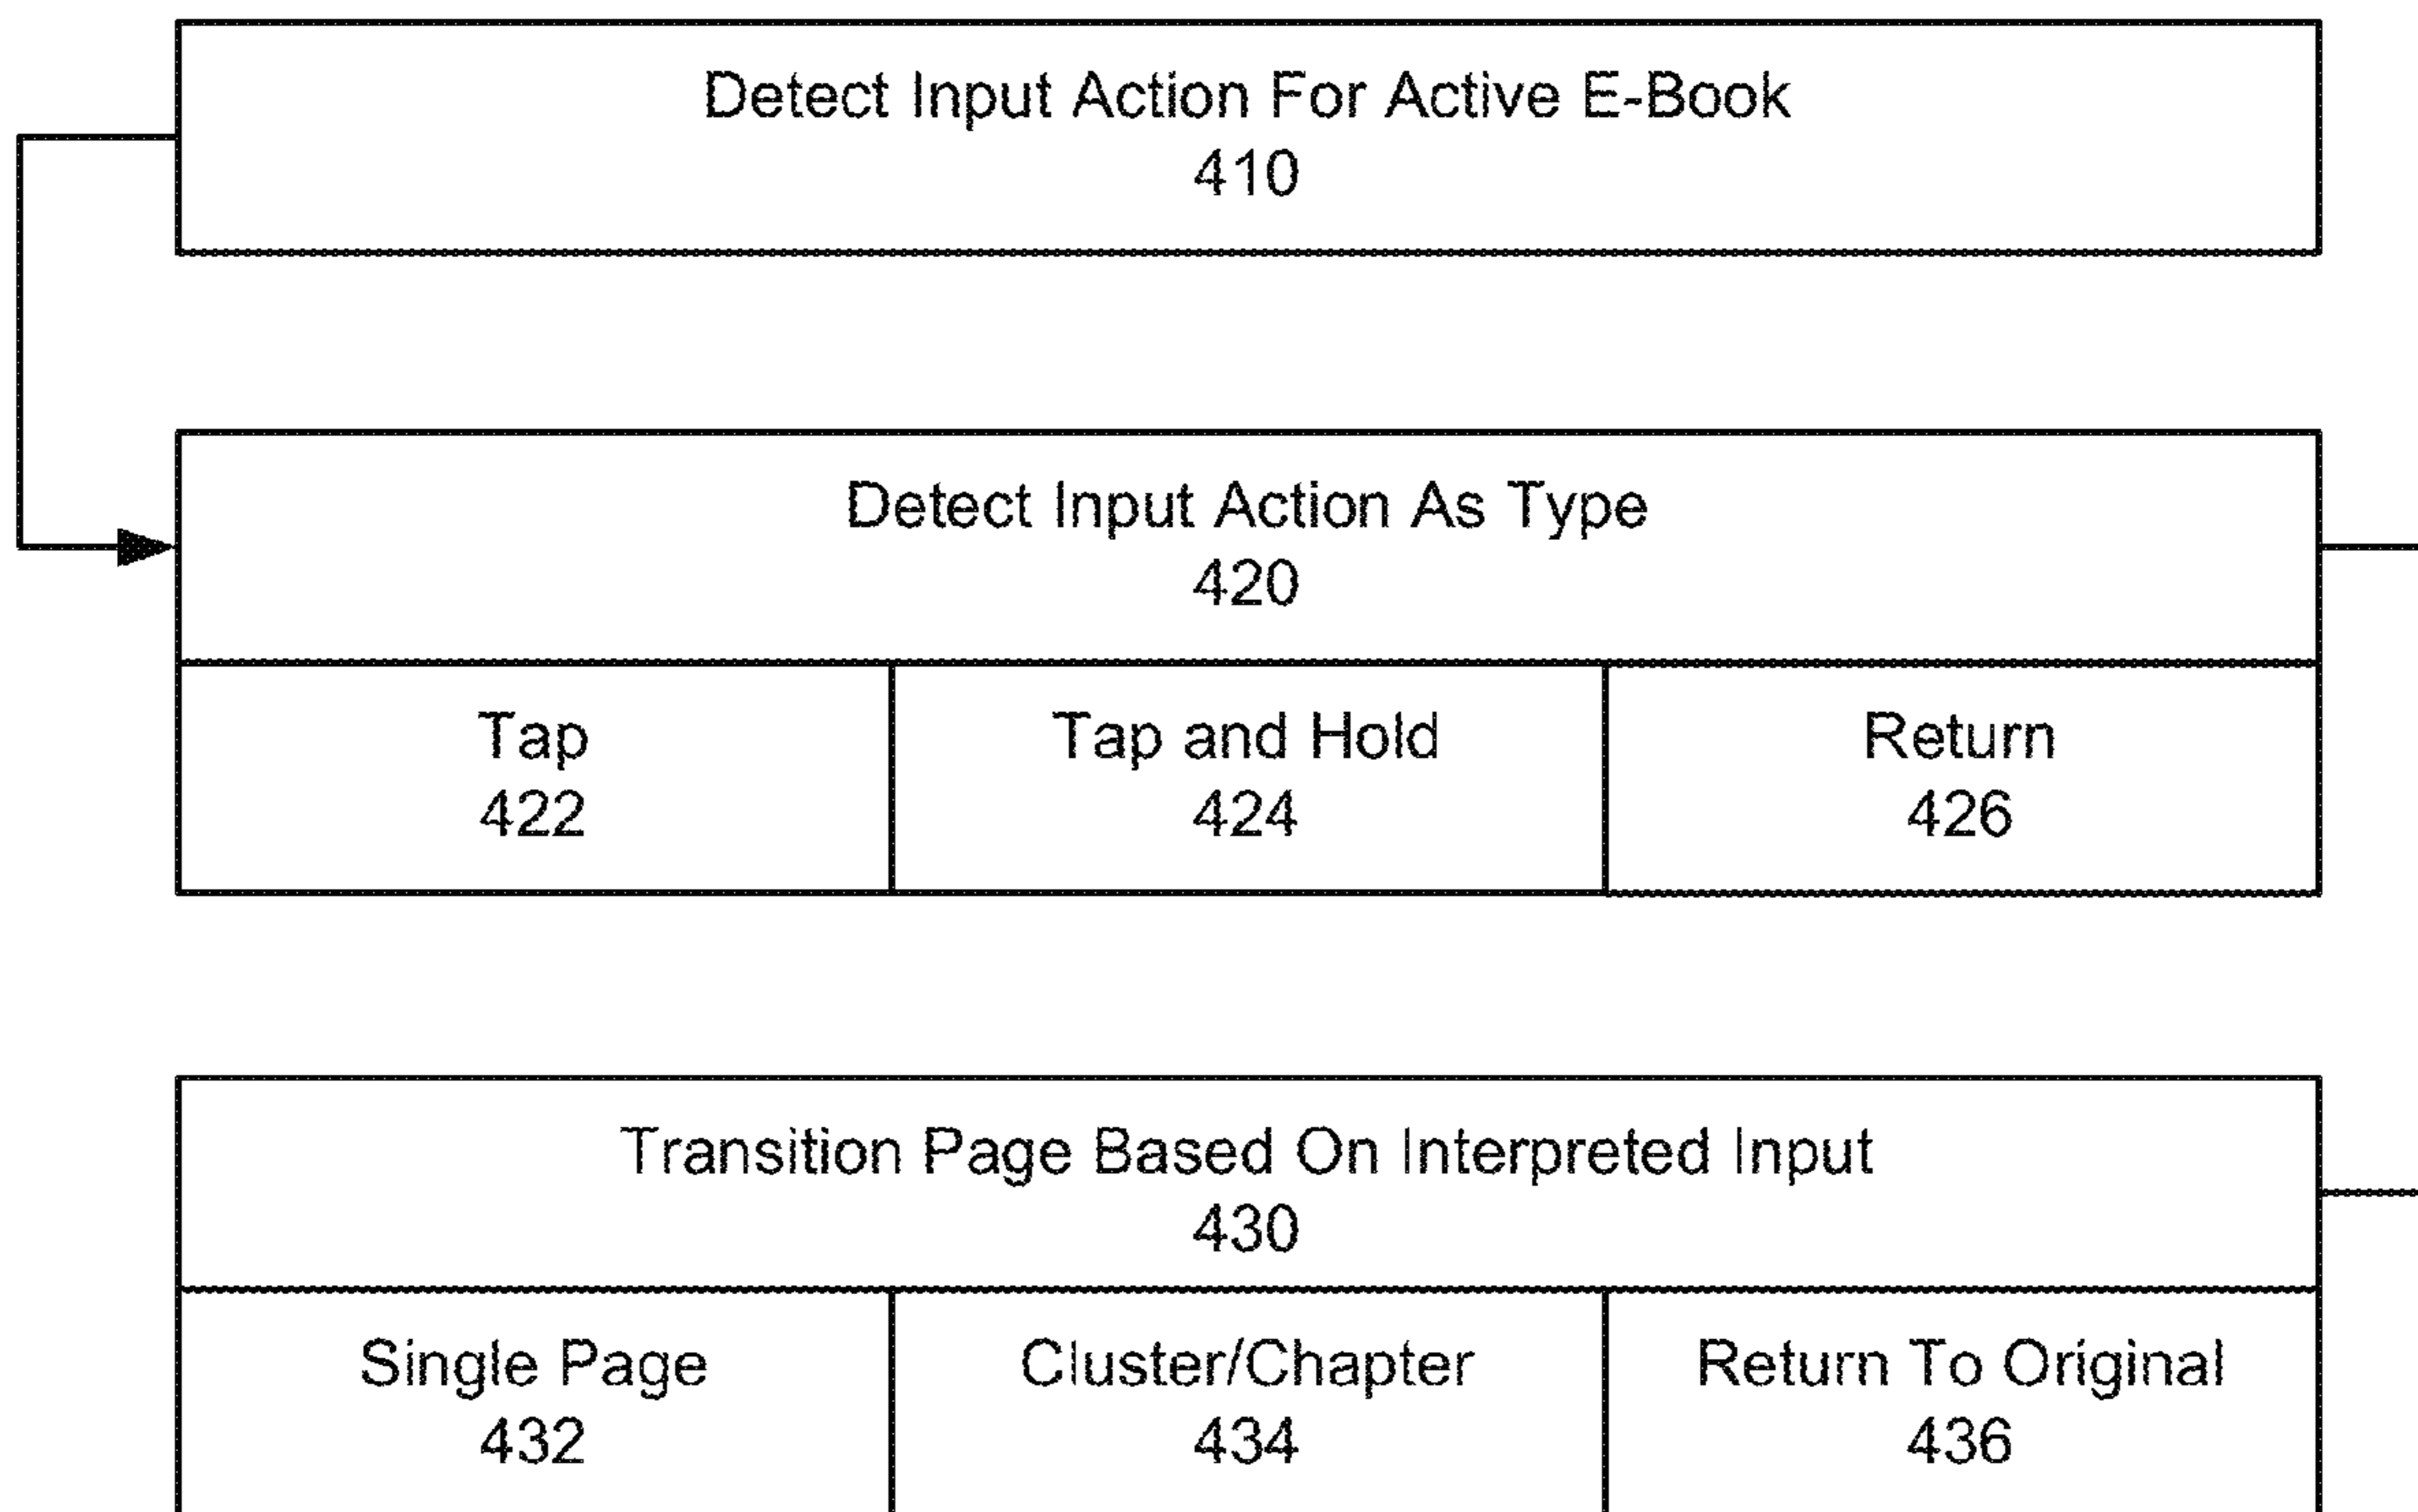 Detect Input Action For Active E-Book
410
Detect Input Action As Type
420
Tap
422
Tap and Hold
424
Return
426
Transition Page Based On Interpreted Input
430
Single Page
432
Cluster/Chapter
434
Return To Original
436